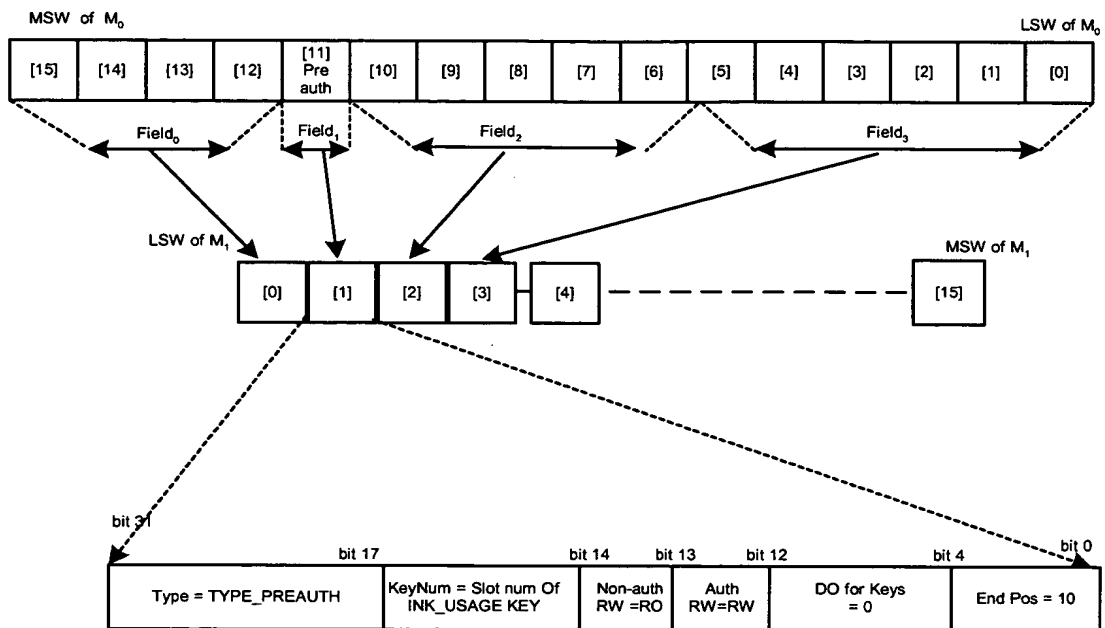 MSW of M0
LSW of M0
[15] [14] [13] [12] [11] Pre auth [10] [9] [8] [7] [6] [5] [4] [3] [2] [1] [0]
Field0 Field1 Field2 Field3
LSW of M1
MSW of M1
[0] [1] [2] [3] [4] [15]
bit 31 bit 17 bit 14 bit 13 bit 12 bit 4 bit 0
Type = TYPE_PREAUTH
KeyNum = Slot num Of
INK_USAGE KEY
Non-auth
RW =RO
Auth
RW=RW
DO for Keys
= 0
End Pos = 10